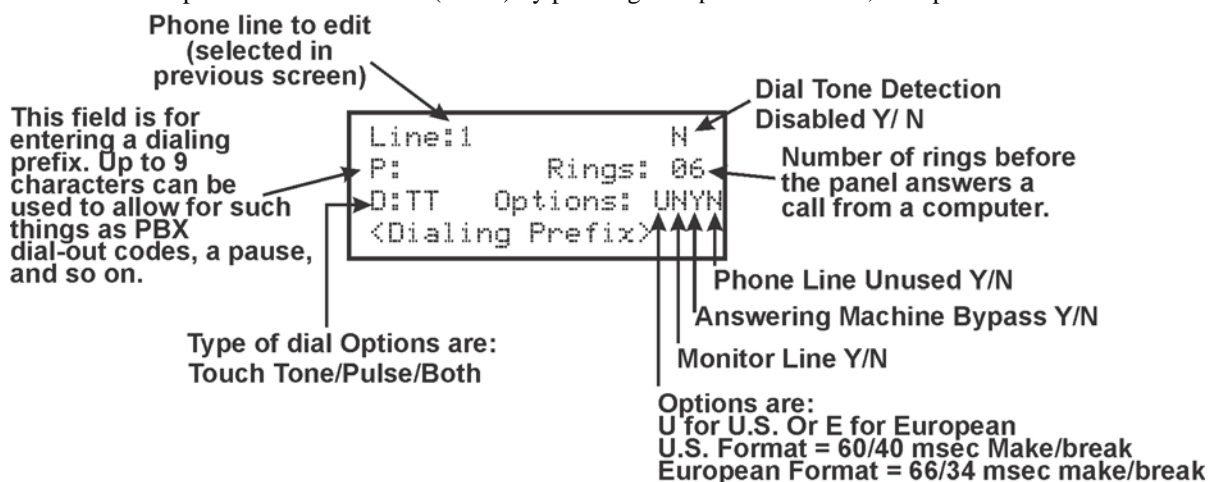 Phone line to edit
(selected in
previous screen)
This field is for
entering a dialing
prefix. Up to 9
characters can be
used to allow for such
things as PBX
dial-out codes, a pause,
and so on.
Line:1 N
P: Rings: 06
D:TT Options: UNYN
<Dialing Prefix>
Dial Tone Detection
Disabled Y/ N
Number of rings before
the panel answers a
call from a computer.
Phone Line Unused Y/N
Answering Machine Bypass Y/N
Monitor Line Y/N
Type of dial Options are:
Touch Tone/Pulse/Both
Options are:
U for U.S. Or E for European
U.S. Format = 60/40 msec Make/break
European Format = 66/34 msec make/break